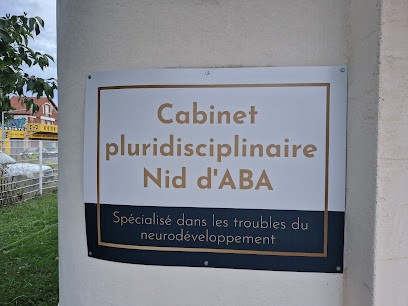 Cabinet
pluridisciplinaire
Nid d'ABA
Spécialisé dans les troubles du
neurodéveloppement